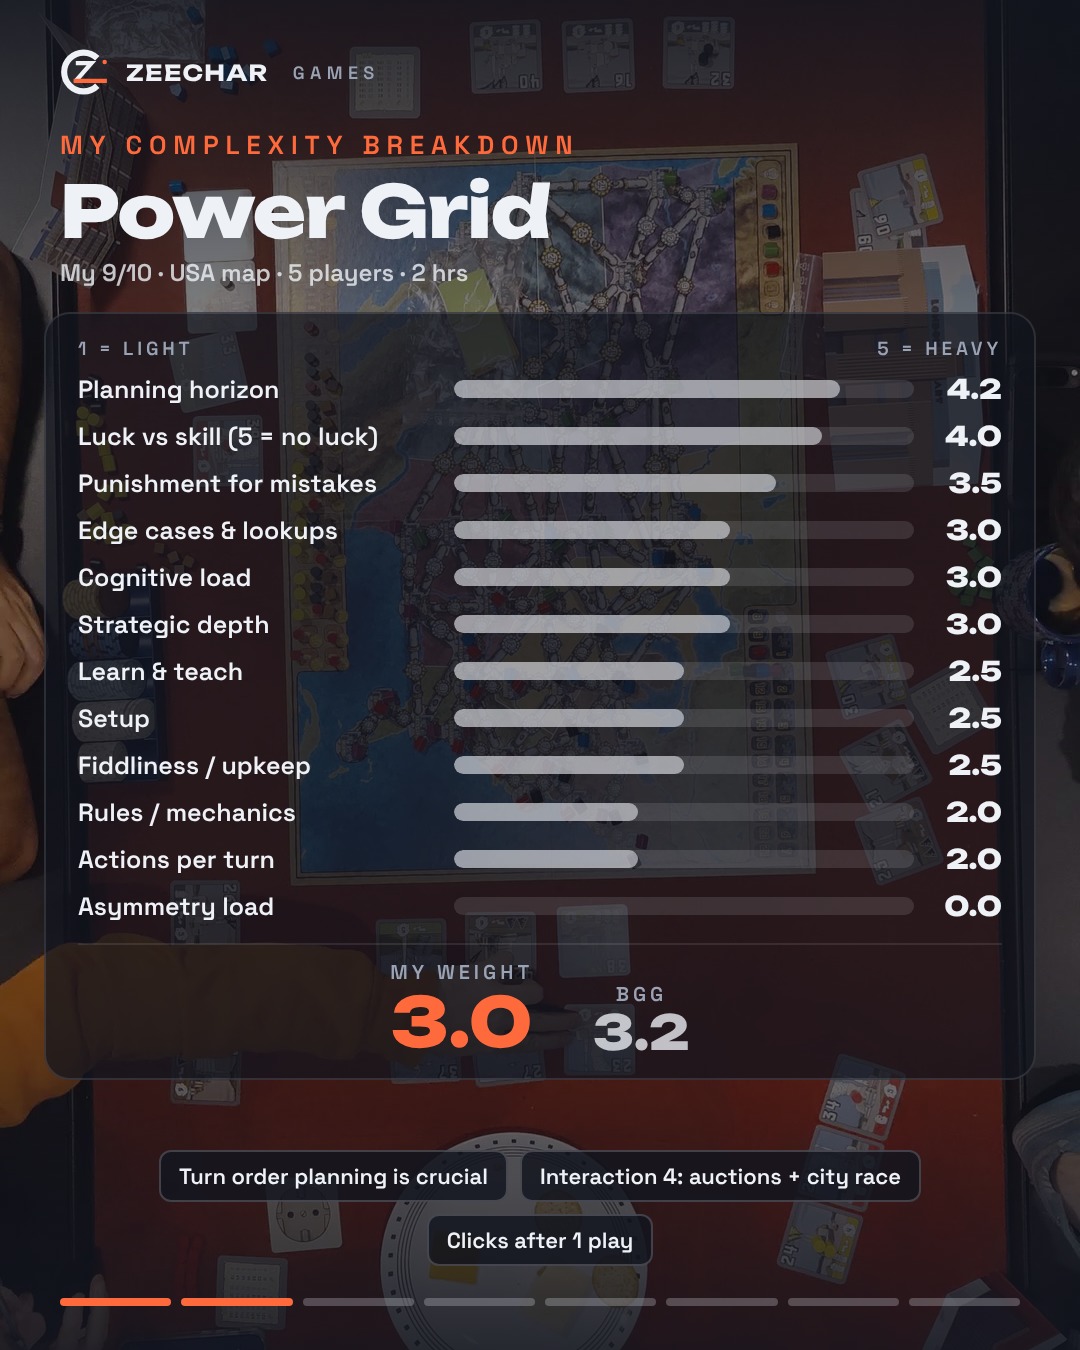 ZEECHAR GAMES
MY COMPLEXITY BREAKDOWN
Power Grid
My 9/10 · USA map · 5 players · 2 hrs
1 = LIGHT 5 = HEAVY
Planning horizon 4.2
Luck vs skill (5 = no luck) 4.0
Punishment for mistakes 3.5
Edge cases & lookups 3.0
Cognitive load 3.0
Strategic depth 3.0
Learn & teach 2.5
Setup 2.5
Fiddliness / upkeep 2.5
Rules / mechanics 2.0
Actions per turn 2.0
Asymmetry load 0.0
MY WEIGHT
3.0
BGG
3.2
Turn order planning is crucial
Interaction 4: auctions + city race
Clicks after 1 play